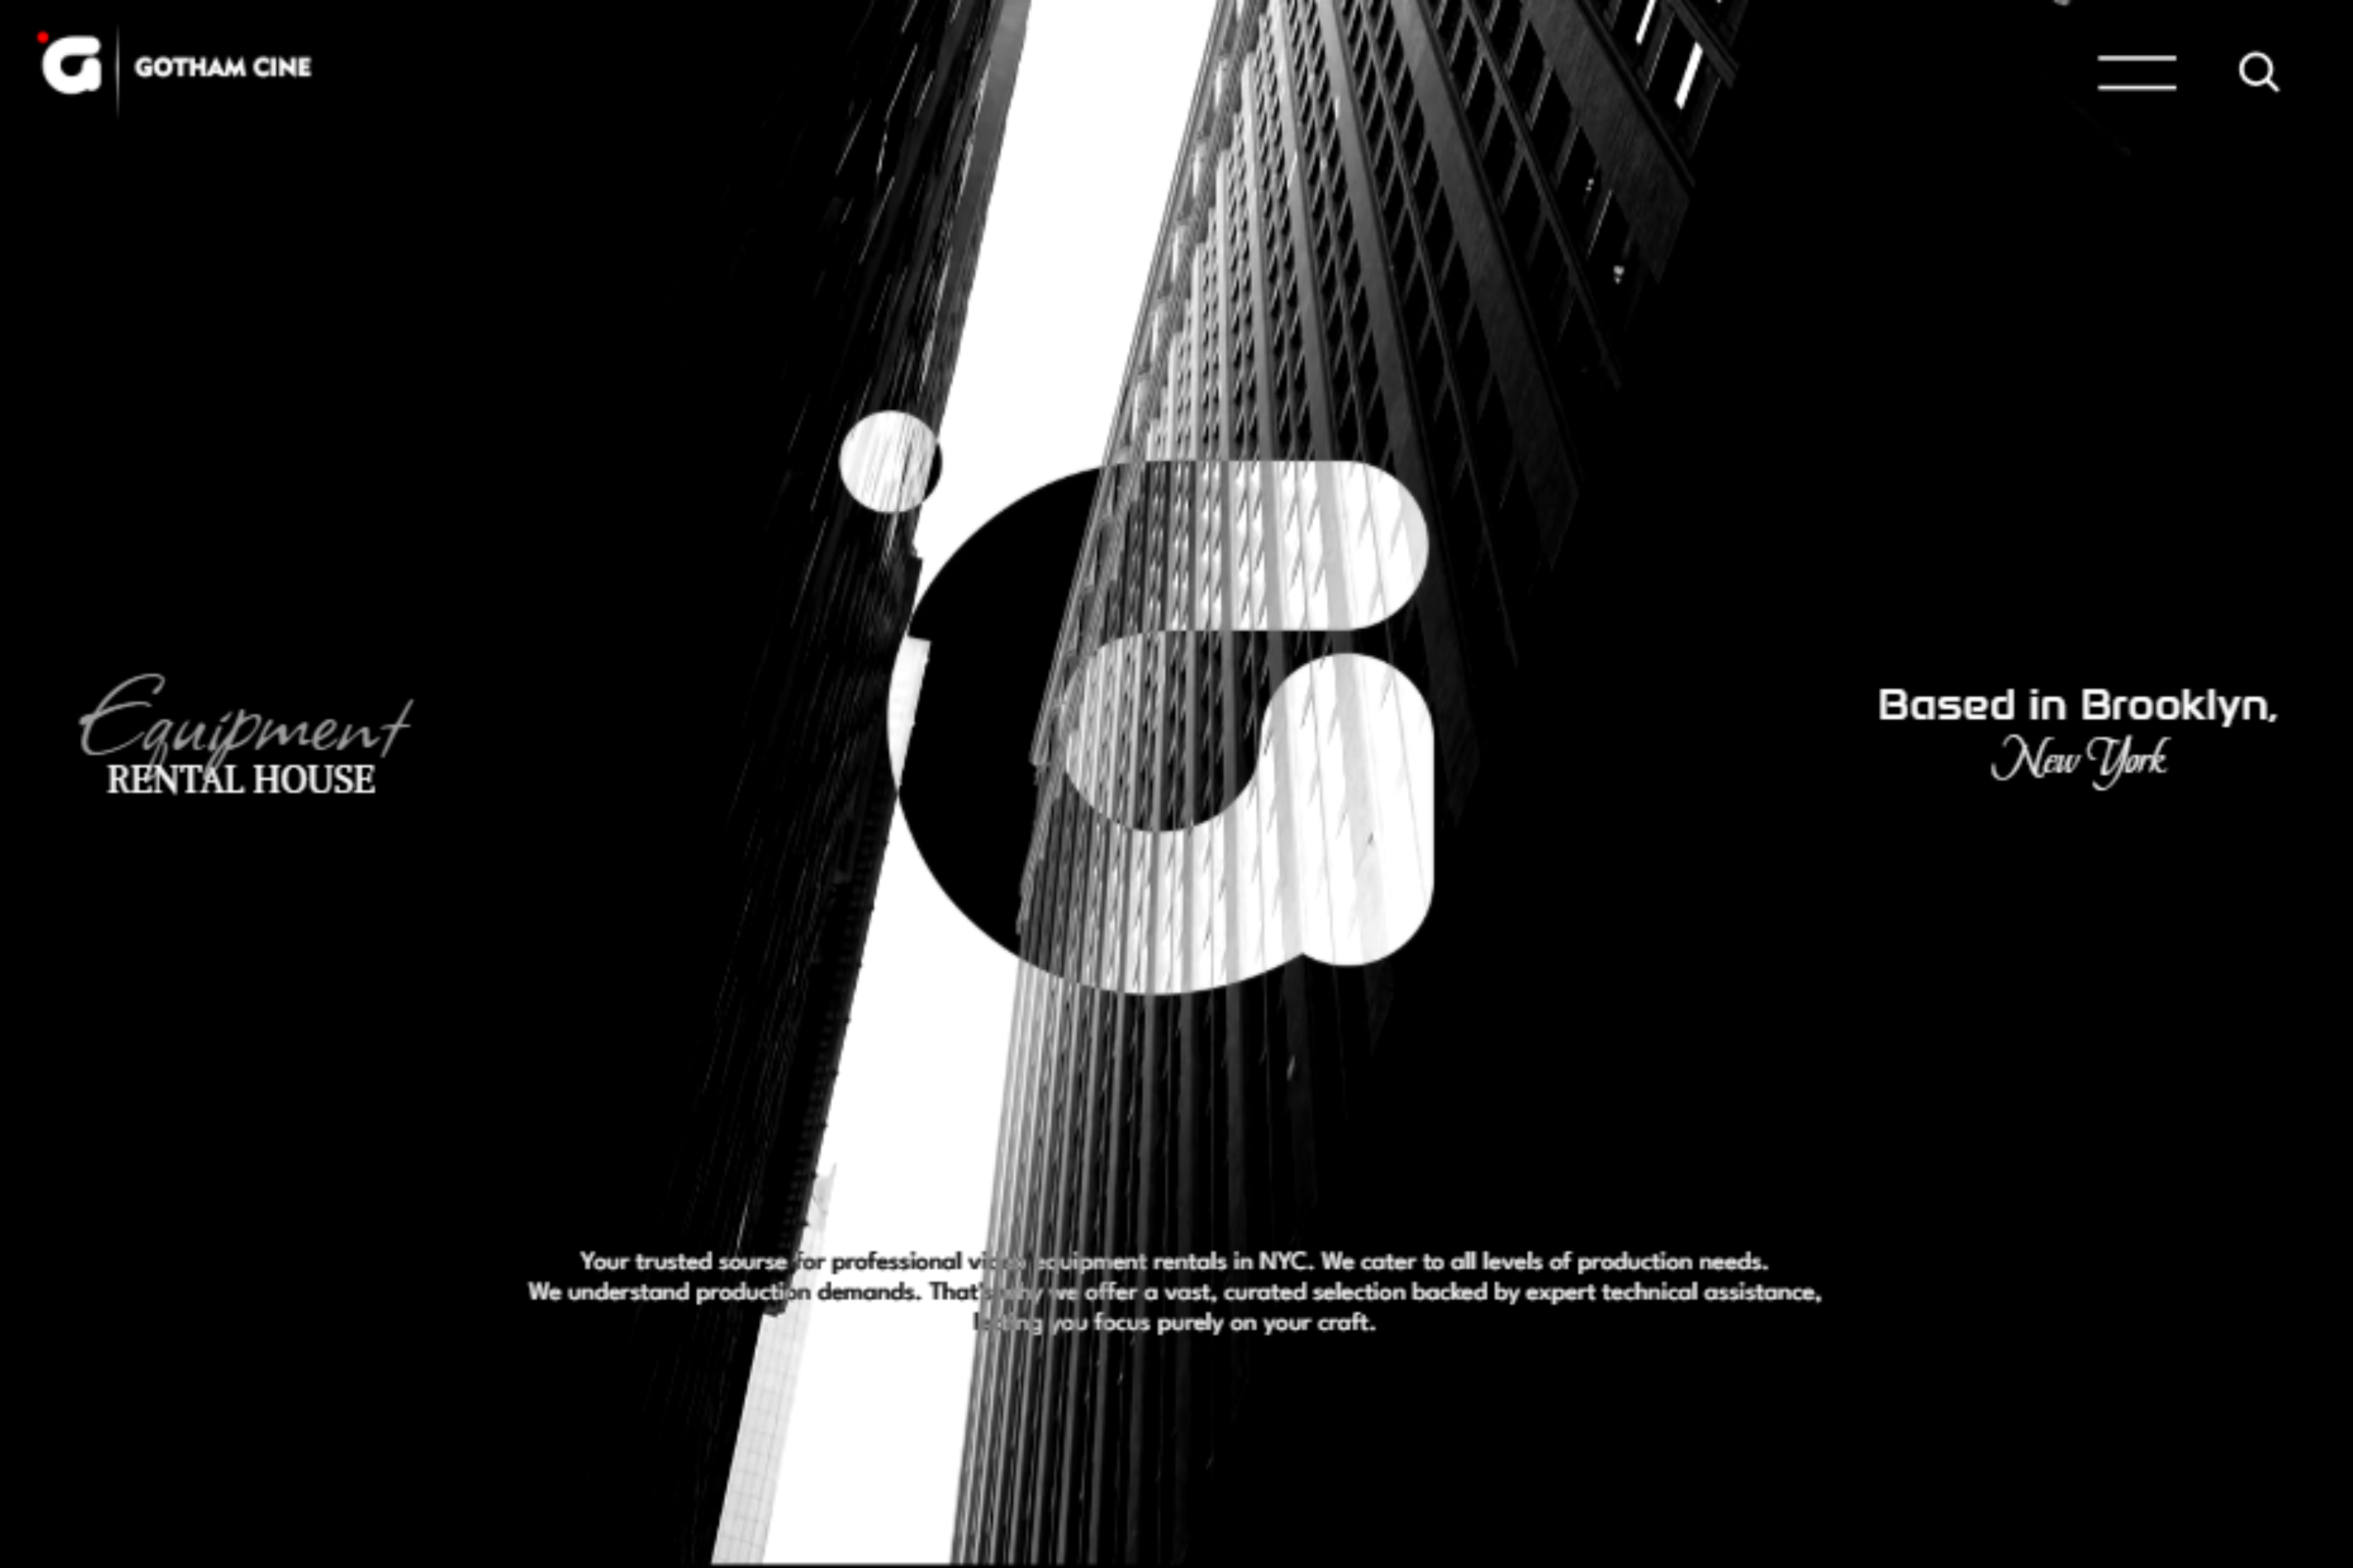 GOTHAM CINE
Equipment
RENTAL HOUSE
Based in Brooklyn,
New York
Your trusted sourse for professional video equipment rentals in NYC. We cater to all levels of production needs.
We understand production demands. That's why we offer a vast, curated selection backed by expert technical assistance,
letting you focus purely on your craft.